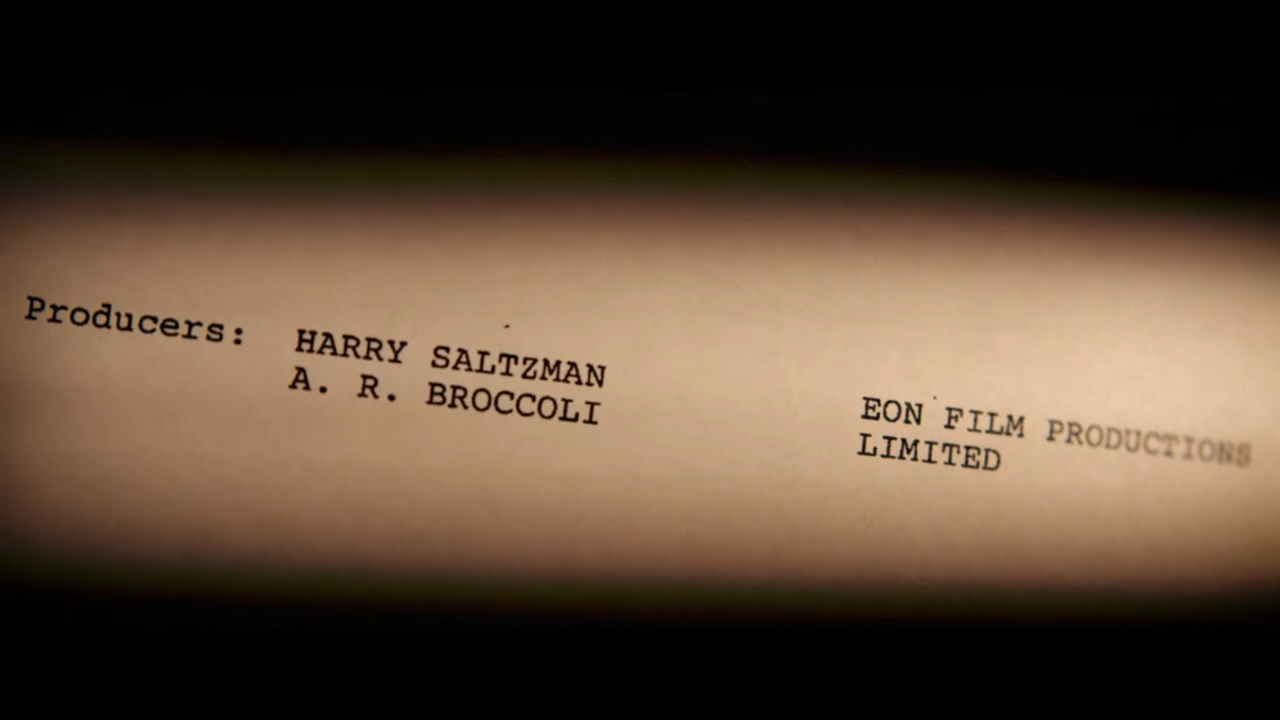 Producers: HARRY SALTZMAN
A. R. BROCCOLI
EON FILM PRODUCTIONS
LIMITED